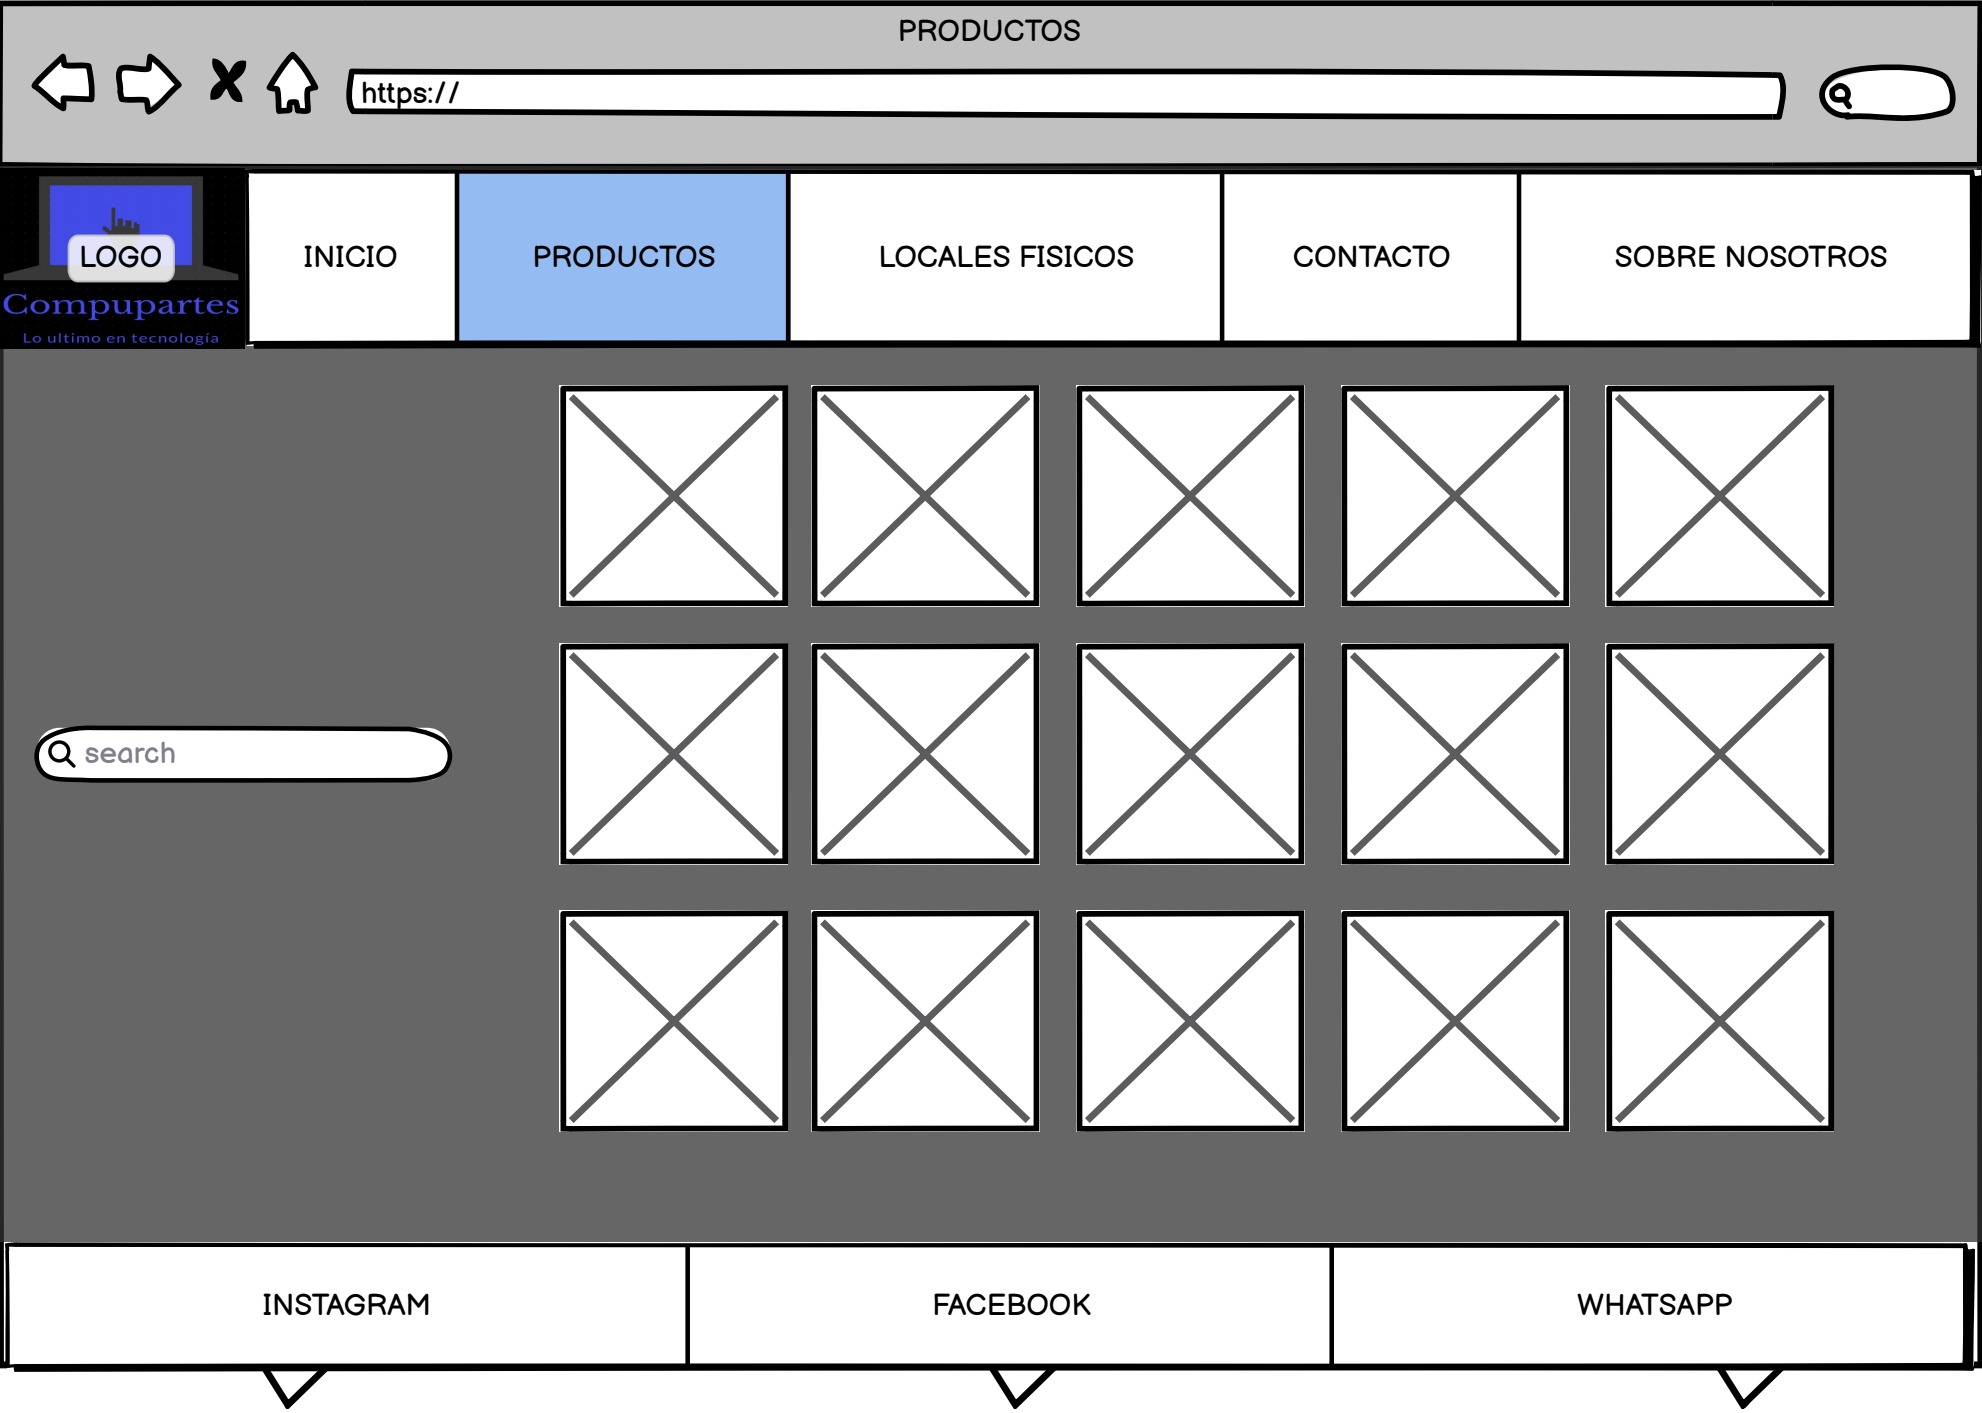 PRODUCTOS
https://
LOGO
Compupartes
Lo ultimo en tecnología
INICIO
PRODUCTOS
LOCALES FISICOS
CONTACTO
SOBRE NOSOTROS
search
INSTAGRAM
FACEBOOK
WHATSAPP